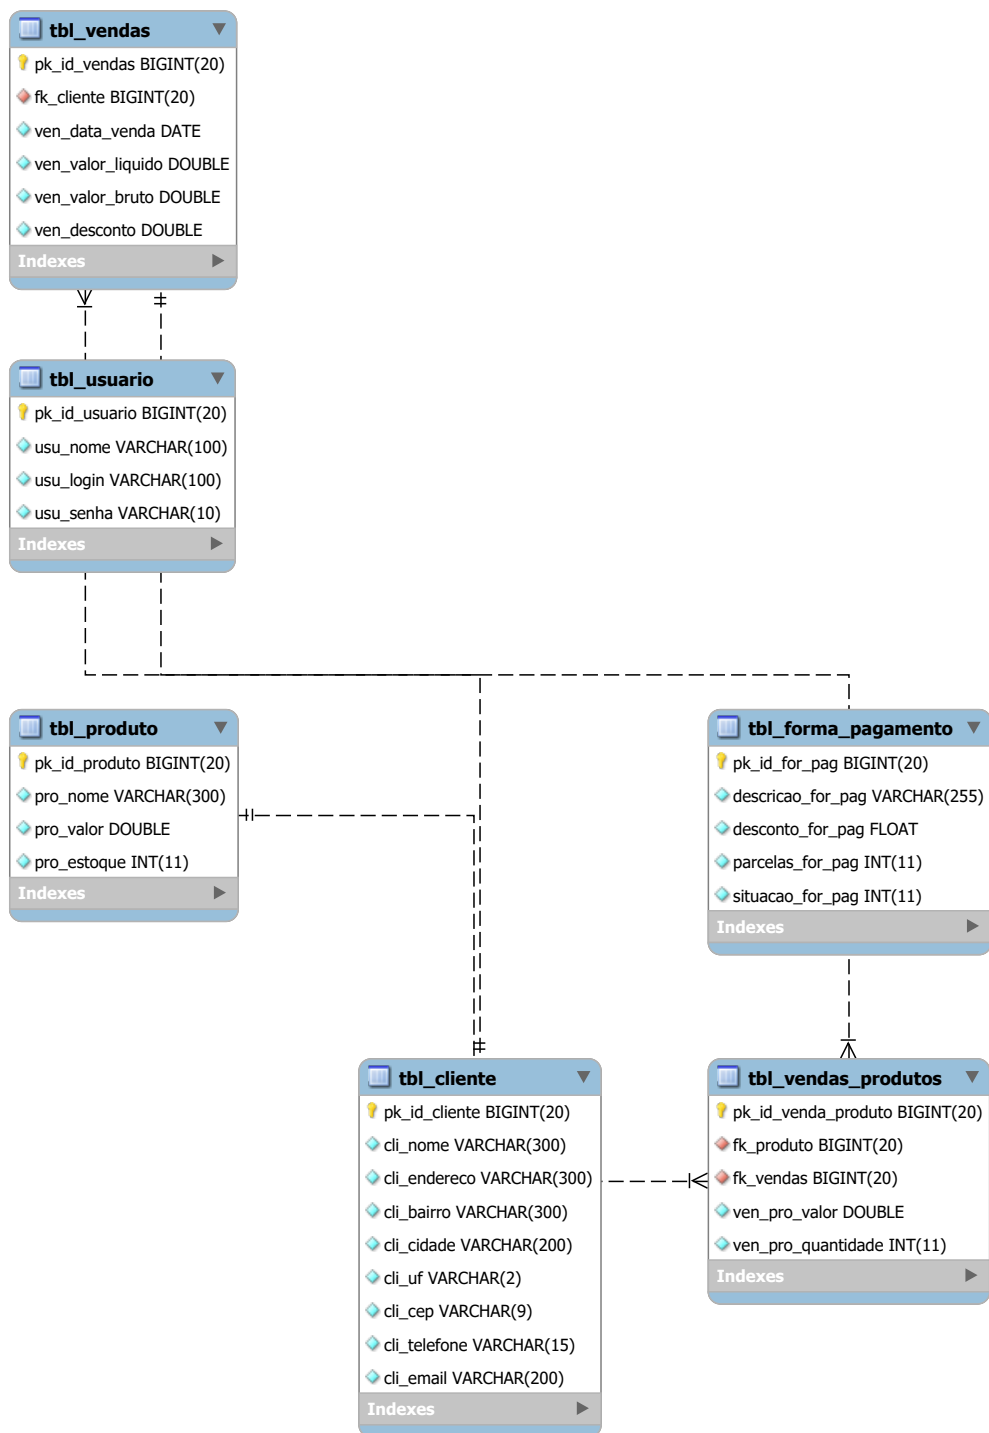 tbl_vendas
pk_id_vendas BIGINT(20)
fk_cliente BIGINT(20)
ven_data_venda DATE
ven_valor_liquido DOUBLE
ven_valor_bruto DOUBLE
ven_desconto DOUBLE
Indexes
tbl_usuario
pk_id_usuario BIGINT(20)
usu_nome VARCHAR(100)
usu_login VARCHAR(100)
usu_senha VARCHAR(10)
Indexes
tbl_produto
pk_id_produto BIGINT(20)
pro_nome VARCHAR(300)
pro_valor DOUBLE
pro_estoque INT(11)
Indexes
tbl_forma_pagamento
pk_id_for_pag BIGINT(20)
descricao_for_pag VARCHAR(255)
desconto_for_pag FLOAT
parcelas_for_pag INT(11)
situacao_for_pag INT(11)
Indexes
tbl_cliente
pk_id_cliente BIGINT(20)
cli_nome VARCHAR(300)
cli_endereco VARCHAR(300)
cli_bairro VARCHAR(300)
cli_cidade VARCHAR(200)
cli_uf VARCHAR(2)
cli_cep VARCHAR(9)
cli_telefone VARCHAR(15)
cli_email VARCHAR(200)
Indexes
tbl_vendas_produtos
pk_id_venda_produto BIGINT(20)
fk_produto BIGINT(20)
fk_vendas BIGINT(20)
ven_pro_valor DOUBLE
ven_pro_quantidade INT(11)
Indexes